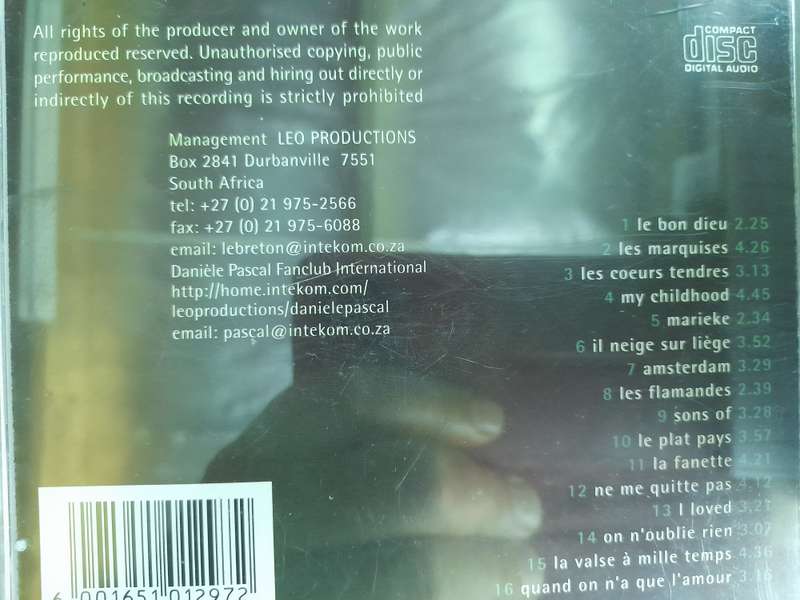 All rights of the producer and owner of the work
reproduced reserved. Unauthorised copying, public
performance, broadcasting and hiring out directly or
indirectly of this recording is strictly prohibited
COMPACT
disc
DIGITAL AUDIO
Management LEO PRODUCTIONS
Box 2841 Durbanville 7551
South Africa
tel: +27 (0) 21 975-2566
fax: +27 (0) 21 975-6088
email: lebreton@intekom.co.za
Danièle Pascal Fanclub International
http://home.intekom.com/
leoproductions/danielepascal
email: pascal@intekom.co.za
1 le bon dieu 2.25
2 les marquises 4.26
3 les coeurs tendres 3.13
4 my childhood 4.45
5 marieke 2.34
6 il neige sur liège 3.52
7 amsterdam 3.29
8 les flamandes 2.39
9 sons of 3.28
10 le plat pays 3.57
11 la fanette 4.21
12 ne me quitte pas 4.12
13 I loved 3.21
14 on n'oublie rien 3.07
15 la valse à mille temps 4.36
16 quand on n'a que l'amour 3.16
6 001651 012972